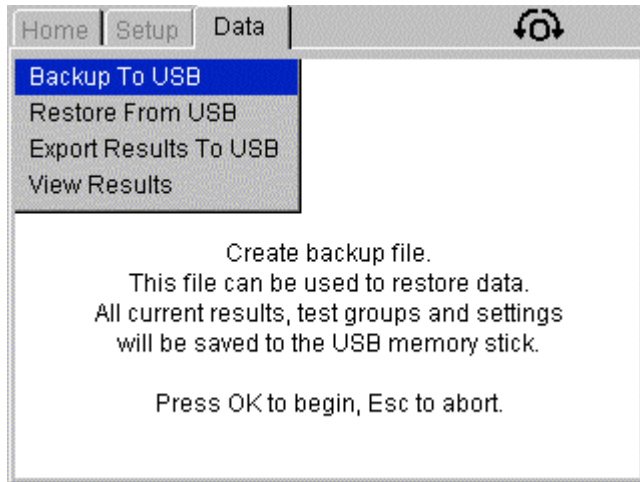 Home Setup Data
Backup To USB
Restore From USB
Export Results To USB
View Results
Create backup file.
This file can be used to restore data.
All current results, test groups and settings
will be saved to the USB memory stick.
Press OK to begin, Esc to abort.